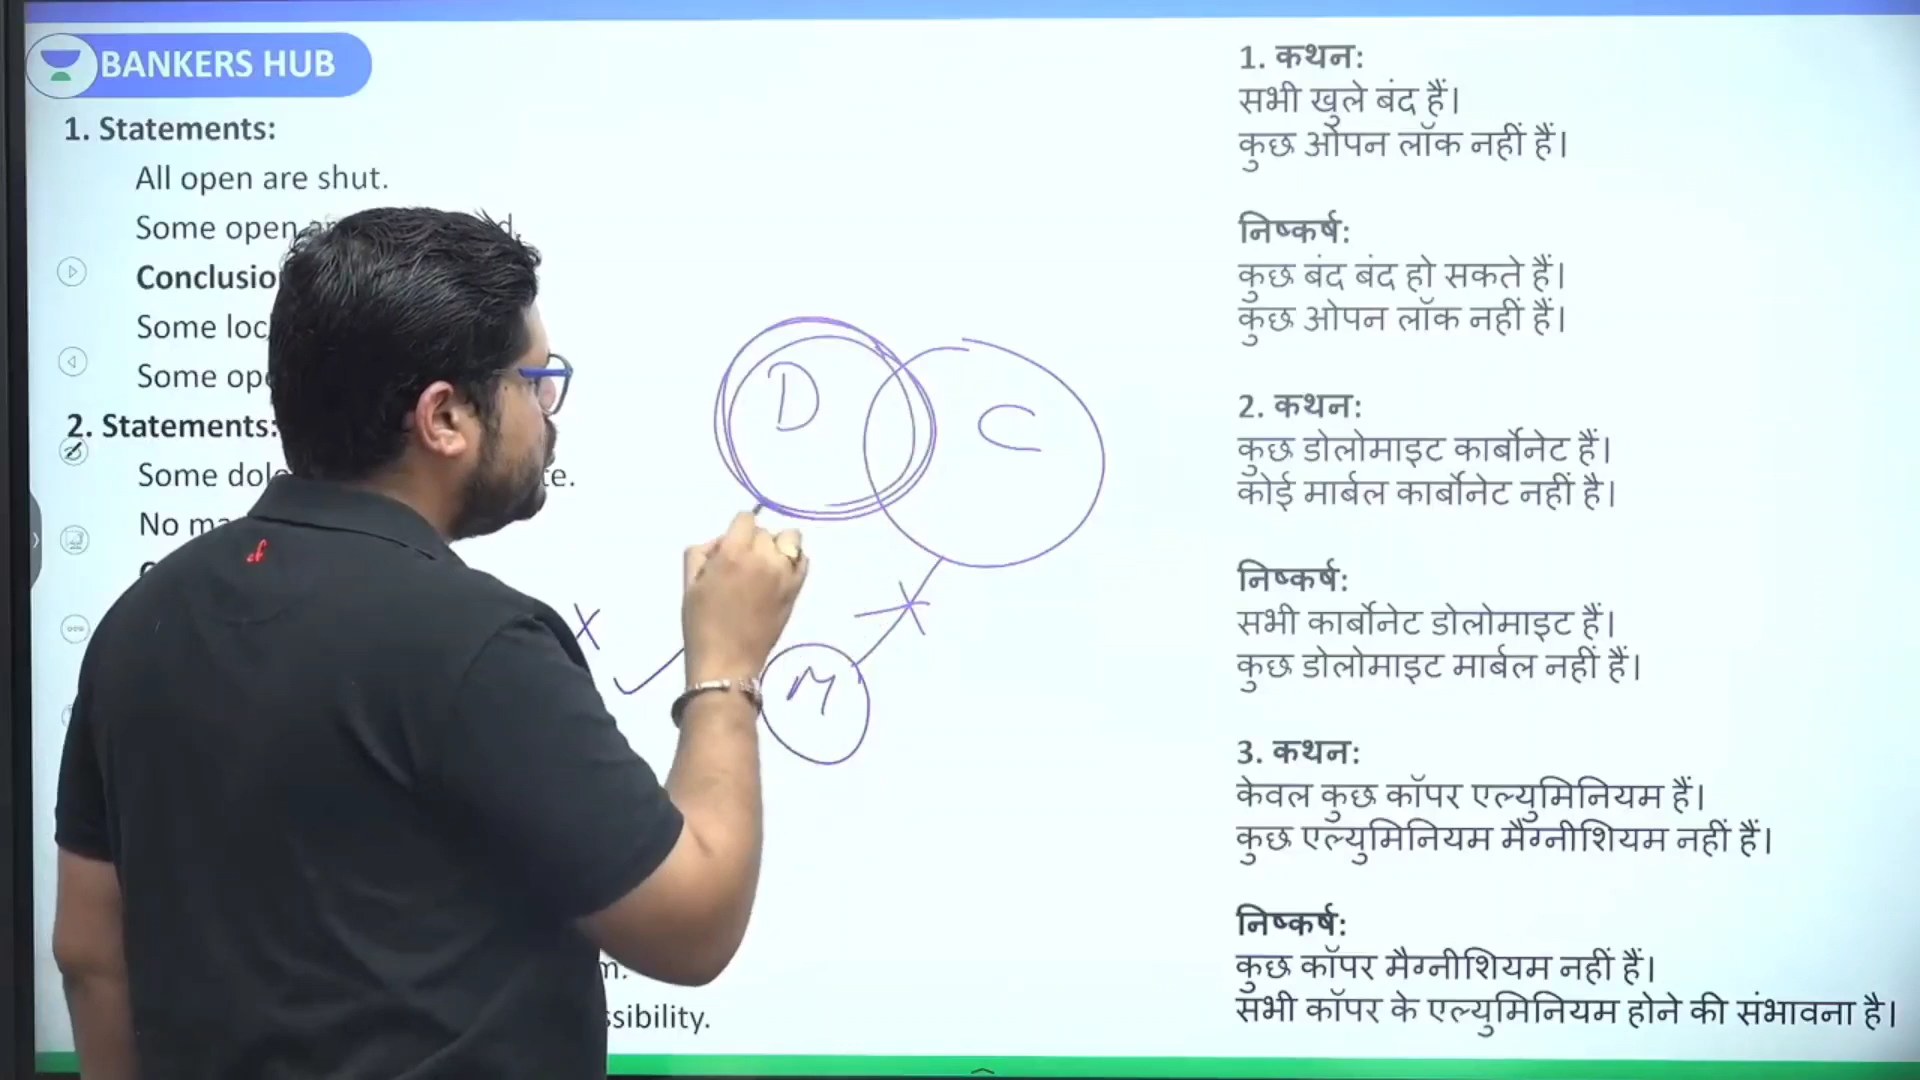 BANKERS HUB
1. Statements:
All open are shut.
Some open
Conclusio
Some loc
Some ope
2. Statements:
Some dol te.
No ma
m.
ssibility.
D
C
M
1. कथन:
सभी खुले बंद हैं।
कुछ ओपन लॉक नहीं हैं।
निष्कर्ष:
कुछ बंद बंद हो सकते हैं।
कुछ ओपन लॉक नहीं हैं।
2. कथन:
कुछ डोलोमाइट कार्बोनेट हैं।
कोई मार्बल कार्बोनेट नहीं है।
निष्कर्ष:
सभी कार्बोनेट डोलोमाइट हैं।
कुछ डोलोमाइट मार्बल नहीं हैं।
3. कथन:
केवल कुछ कॉपर एल्युमिनियम हैं।
कुछ एल्युमिनियम मैग्नीशियम नहीं हैं।
निष्कर्ष:
कुछ कॉपर मैग्नीशियम नहीं हैं।
सभी कॉपर के एल्युमिनियम होने की संभावना है।